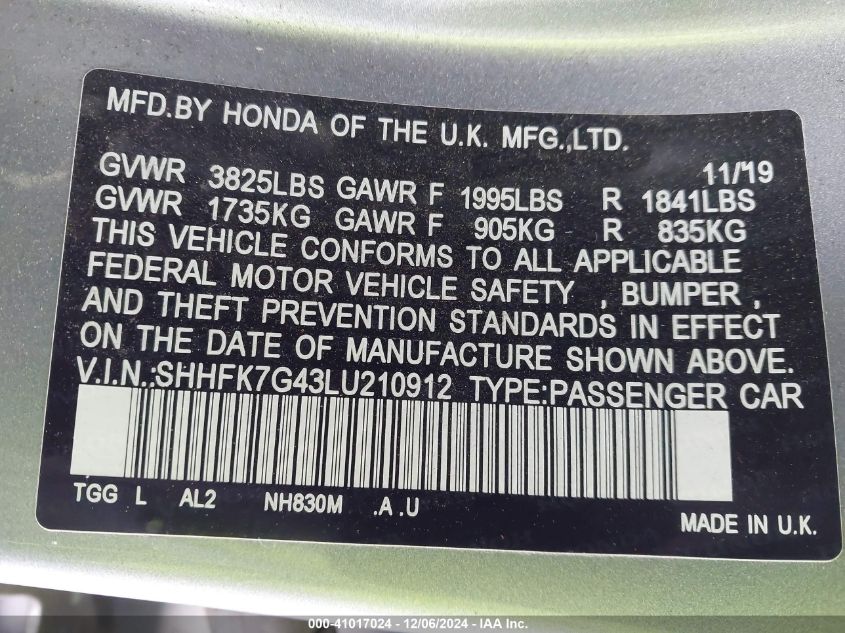 MFD.BY HONDA OF THE U.K. MFG.,LTD.
11/19
GVWR 3825LBS GAWR F 1995LBS R 1841LBS
GVWR 1735KG GAWR F 905KG R 835KG
THIS VEHICLE CONFORMS TO ALL APPLICABLE
FEDERAL MOTOR VEHICLE SAFETY , BUMPER ,
AND THEFT PREVENTION STANDARDS IN EFFECT
ON THE DATE OF MANUFACTURE SHOWN ABOVE.
V.I.N.:SHHFK7G43LU210912 TYPE:PASSENGER CAR
TGG L AL2 NH830M .A .U
MADE IN U.K.
000-41017024 - 12/06/2024 - IAA Inc.